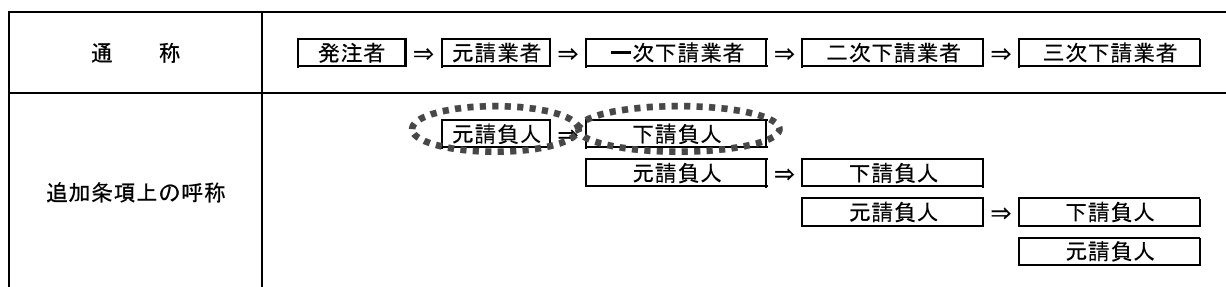 通　　称 発注者 ⇒ 元請業者 ⇒ 一次下請業者 ⇒ 二次下請業者 ⇒ 三次下請業者
元請負人 ⇒ 下請負人
元請負人 ⇒ 下請負人
追加条項上の呼称
元請負人 ⇒ 下請負人
元請負人